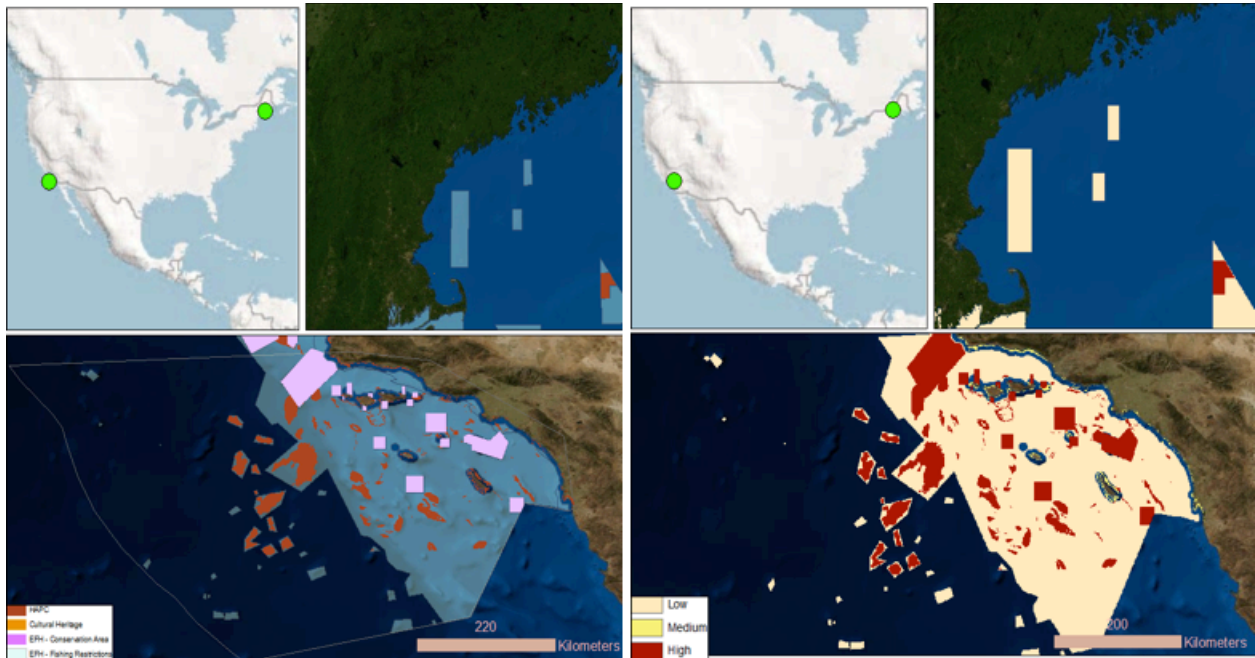 HAPC
Cultural Heritage
EFH - Conservation Area
EFH - Fishing Restrictions
220
Kilometers
Low
Medium
High
200
Kilometers